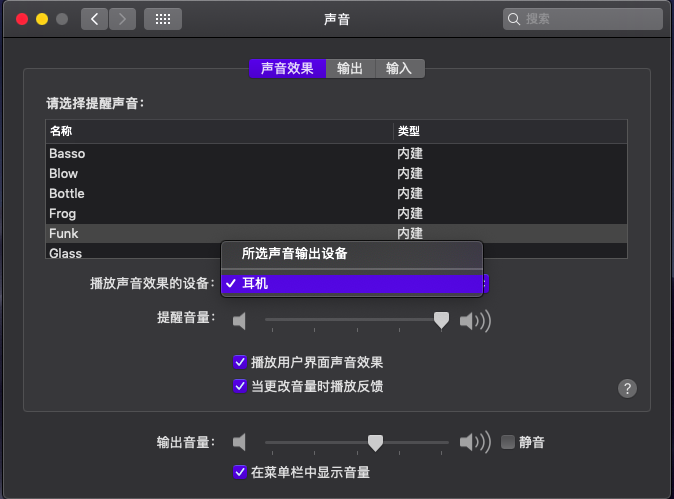 声音
搜索
声音效果 输出 输入
请选择提醒声音：
名称 类型
Basso 内建
Blow 内建
Bottle 内建
Frog 内建
Funk 内建
Glass
所选声音输出设备
播放声音效果的设备： ✓ 耳机
提醒音量：
播放用户界面声音效果
当更改音量时播放反馈
?
输出音量： 静音
在菜单栏中显示音量